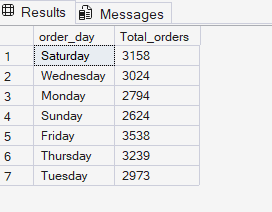 Results Messages
order_day Total_orders
1 Saturday 3158
2 Wednesday 3024
3 Monday 2794
4 Sunday 2624
5 Friday 3538
6 Thursday 3239
7 Tuesday 2973